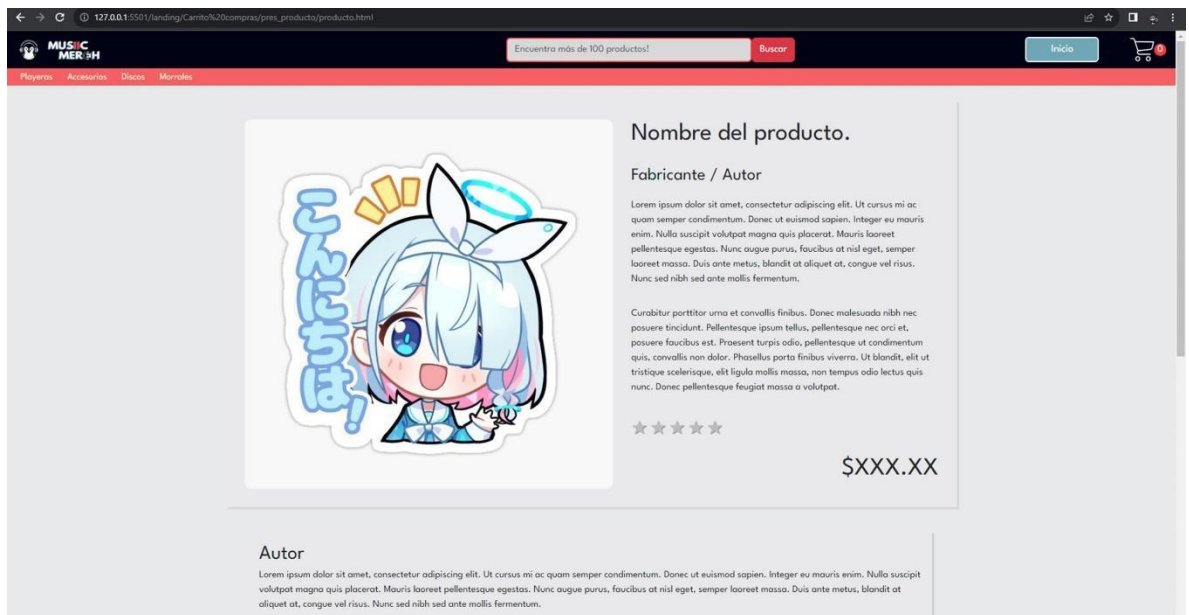 127.0.0.1:5501/landing/Carrito%20compras/pres_producto/producto.html
MUSIIC
MERCH
Encuentra más de 100 productos!
Buscar
Inicio
0
Playeras Accesorios Discos Morrales
こんにちは!
Nombre del producto.
Fabricante / Autor
Lorem ipsum dolor sit amet, consectetur adipiscing elit. Ut cursus mi ac
quam semper condimentum. Donec ut euismod sapien. Integer eu mauris
enim. Nulla suscipit volutpat magna quis placerat. Mauris laoreet
pellentesque egestas. Nunc augue purus, faucibus at nisl eget, semper
laoreet massa. Duis ante metus, blandit at aliquet at, congue vel risus.
Nunc sed nibh sed ante mollis fermentum.
Curabitur porttitor urna et convallis finibus. Donec malesuada nibh nec
posuere tincidunt. Pellentesque ipsum tellus, pellentesque nec orci et,
posuere faucibus est. Praesent turpis odio, pellentesque ut condimentum
quis, convallis non dolor. Phasellus porta finibus viverra. Ut blandit, elit ut
tristique scelerisque, elit ligula mollis massa, non tempus odio lectus quis
nunc. Donec pellentesque feugiat massa a volutpat.
$XXX.XX
Autor
Lorem ipsum dolor sit amet, consectetur adipiscing elit. Ut cursus mi ac quam semper condimentum. Donec ut euismod sapien. Integer eu mauris enim. Nulla suscipit
volutpat magna quis placerat. Mauris laoreet pellentesque egestas. Nunc augue purus, faucibus at nisl eget, semper laoreet massa. Duis ante metus, blandit at
aliquet at, congue vel risus. Nunc sed nibh sed ante mollis fermentum.